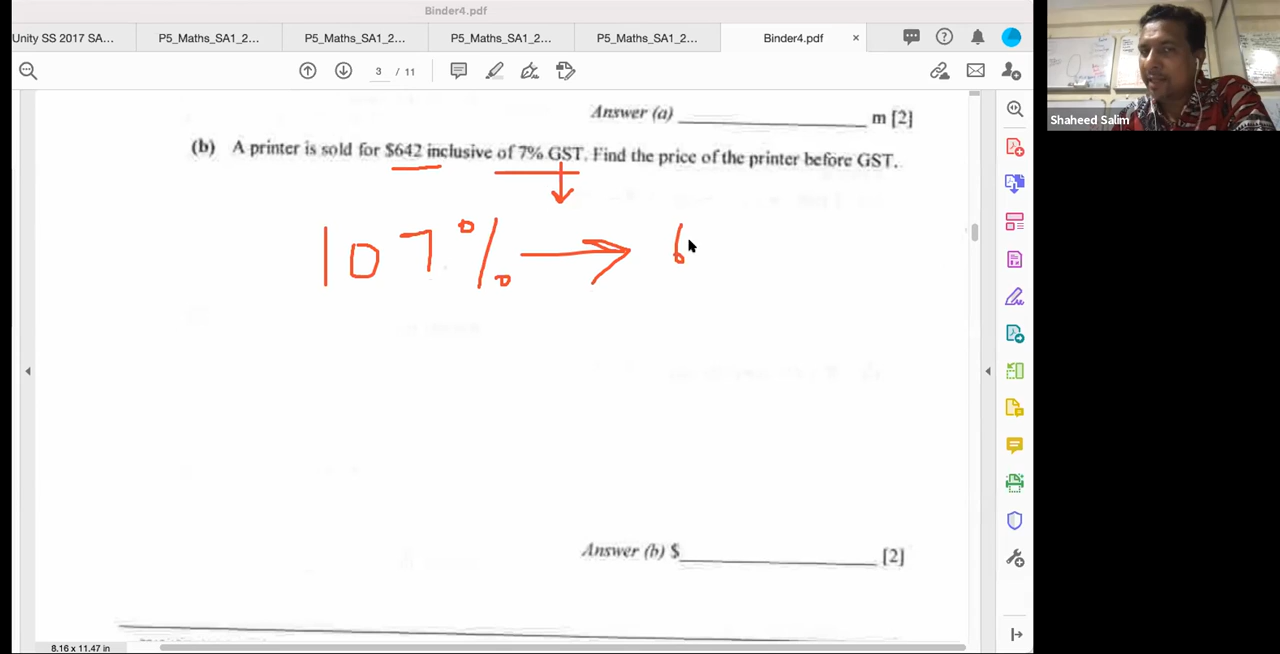 Binder4.pdf
Unity SS 2017 SA...
P5_Maths_SA1_2...
P5_Maths_SA1_2...
P5_Maths_SA1_2...
P5_Maths_SA1_2...
Binder4.pdf ×
3 / 11
Answer (a) ____________________ m [2]
(b) A printer is sold for $642 inclusive of 7% GST. Find the price of the printer before GST.
107% → 6
Answer (b) $____________________ [2]
8.16 x 11.47 in
Shaheed Salim